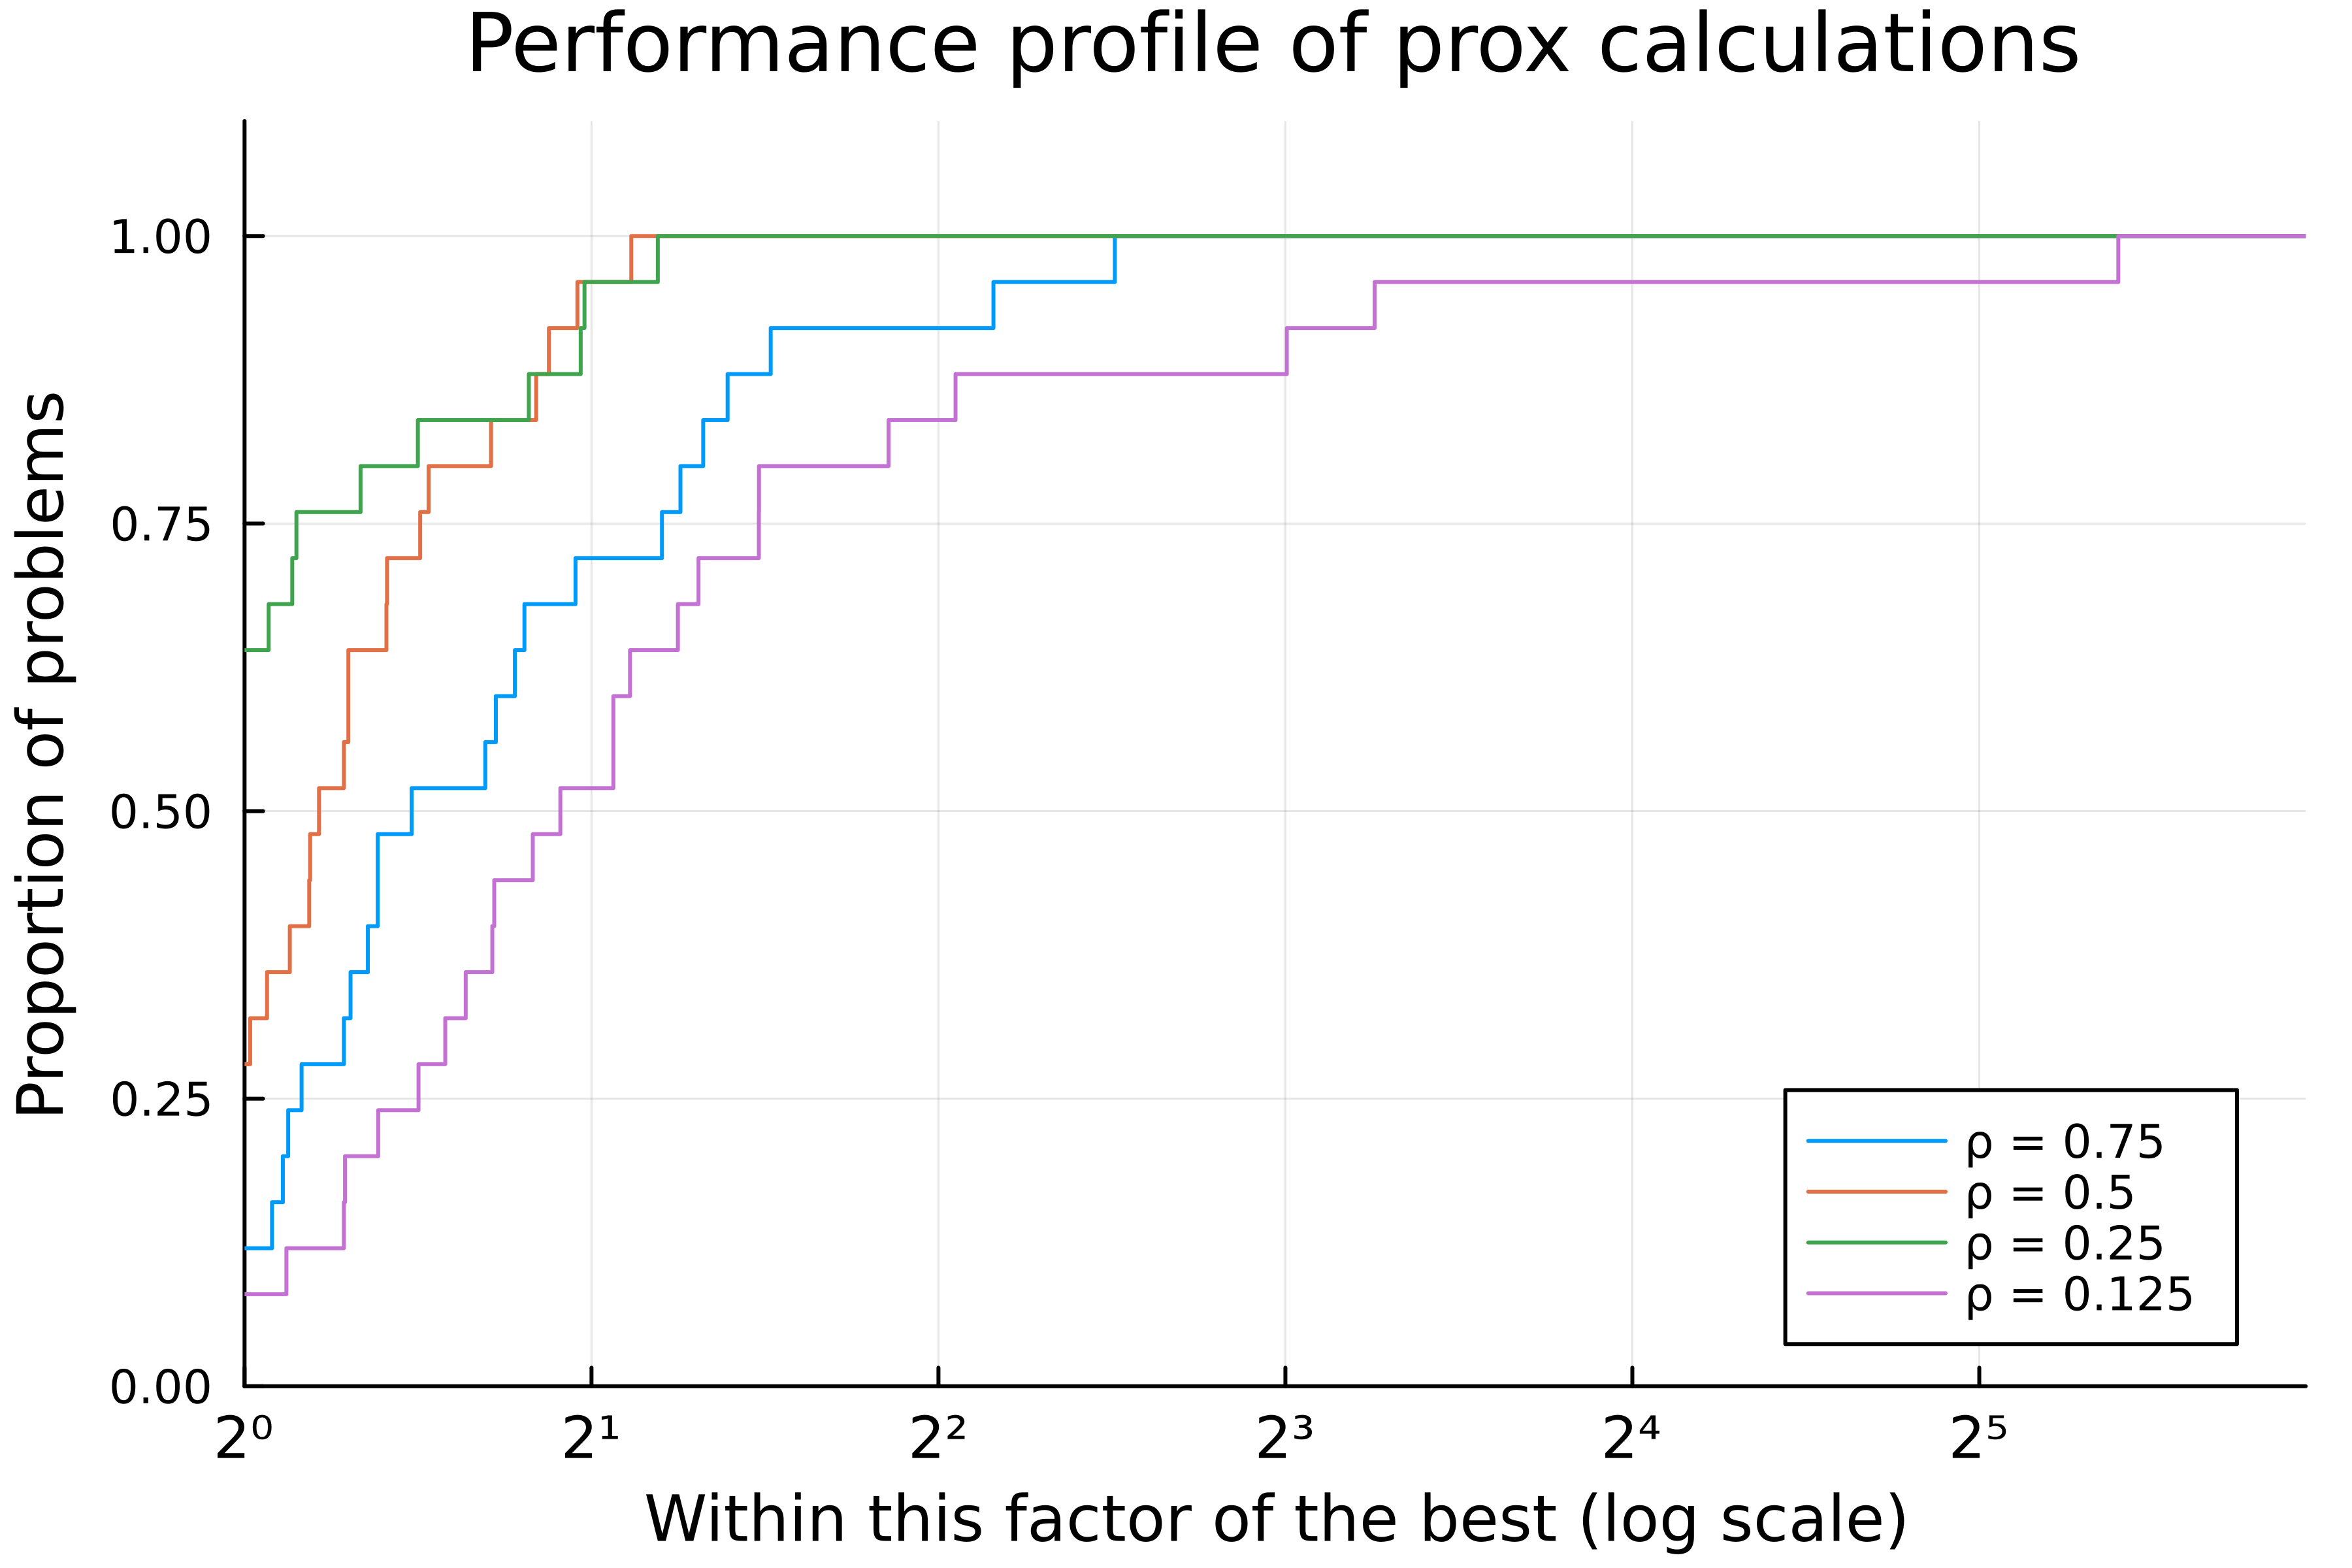 Performance profile of prox calculations
Proportion of problems
1.00
0.75
0.50
0.25
0.00
ρ = 0.75
ρ = 0.5
ρ = 0.25
ρ = 0.125
2⁰ 2¹ 2² 2³ 2⁴ 2⁵
Within this factor of the best (log scale)